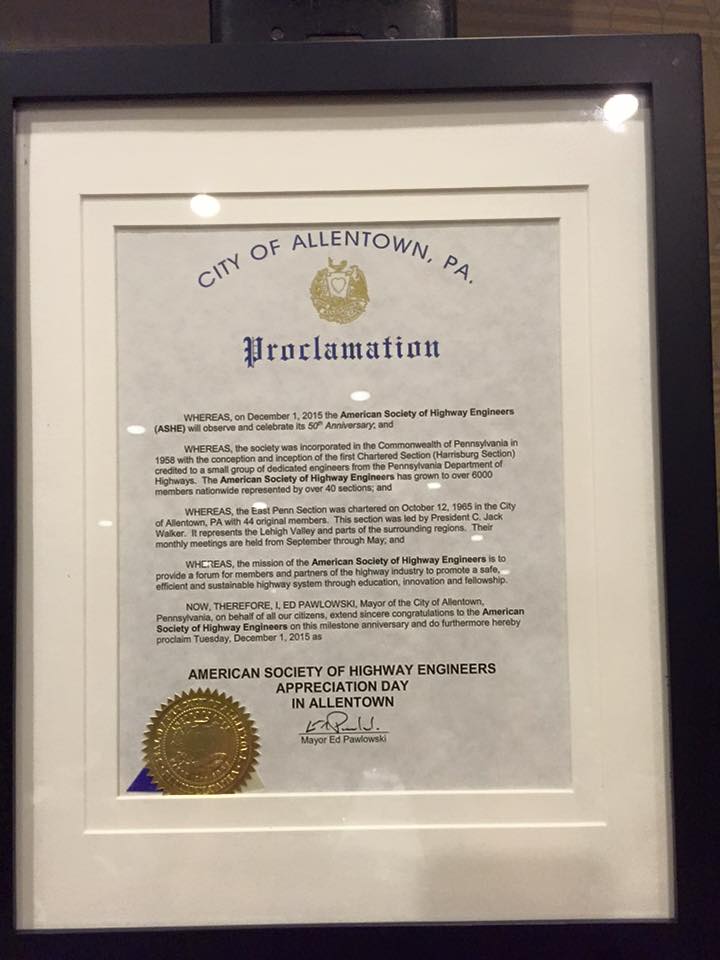 CITY OF ALLENTOWN, PA.
Proclamation
WHEREAS, on December 1, 2015 the American Society of Highway Engineers
(ASHE) will observe and celebrate its 50th Anniversary; and
WHEREAS, the society was incorporated in the Commonwealth of Pennsylvania in
1958 with the conception and inception of the first Chartered Section (Harrisburg Section)
credited to a small group of dedicated engineers from the Pennsylvania Department of
Highways. The American Society of Highway Engineers has grown to over 6000
members nationwide represented by over 40 sections; and
WHEREAS, the East Penn Section was chartered on October 12, 1965 in the City
of Allentown, PA with 44 original members. This section was led by President C. Jack
Walker. It represents the Lehigh Valley and parts of the surrounding regions. Their
monthly meetings are held from September through May; and
WHEREAS, the mission of the American Society of Highway Engineers is to
provide a forum for members and partners of the highway industry to promote a safe,
efficient and sustainable highway system through education, innovation and fellowship.
NOW, THEREFORE, I, ED PAWLOWSKI, Mayor of the City of Allentown,
Pennsylvania, on behalf of all our citizens, extend sincere congratulations to the American
Society of Highway Engineers on this milestone anniversary and do furthermore hereby
proclaim Tuesday, December 1, 2015 as
AMERICAN SOCIETY OF HIGHWAY ENGINEERS
APPRECIATION DAY
IN ALLENTOWN
Mayor Ed Pawlowski